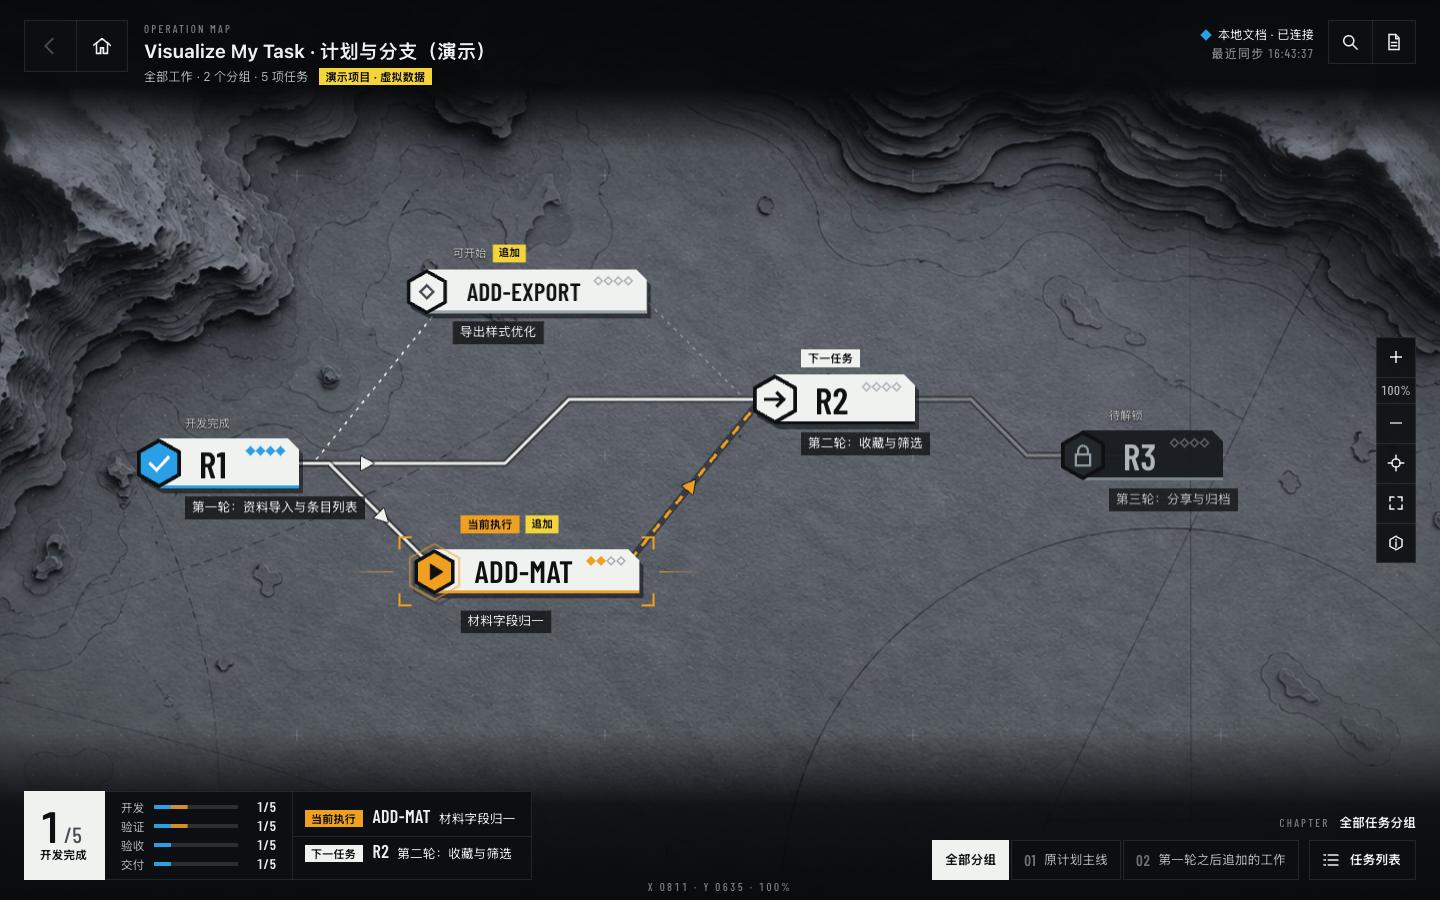 OPERATION MAP
Visualize My Task · 计划与分支（演示）
全部工作 · 2 个分组 · 5 项任务 演示项目 · 虚拟数据
本地文档 · 已连接
最近同步 16:43:37
可开始 追加
ADD-EXPORT
导出样式优化
下一任务
R2
第二轮：收藏与筛选
开发完成
R1
第一轮：资料导入与条目列表
待解锁
R3
第三轮：分享与归档
当前执行 追加
ADD-MAT
材料字段归一
100%
1/5
开发完成
开发 1/5
验证 1/5
验收 1/5
交付 1/5
当前执行 ADD-MAT 材料字段归一
下一任务 R2 第二轮：收藏与筛选
CHAPTER 全部任务分组
全部分组 01 原计划主线 02 第一轮之后追加的工作 任务列表
X 0811 · Y 0635 · 100%